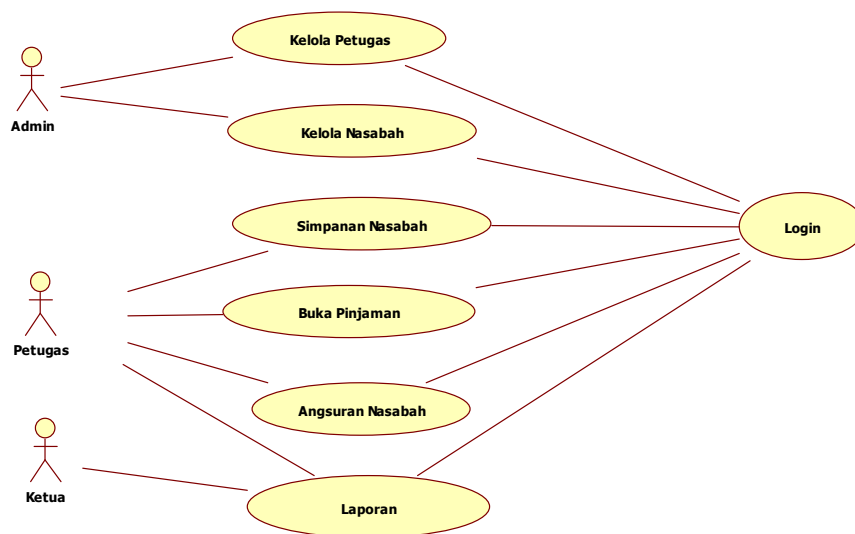 Kelola Petugas
Admin
Kelola Nasabah
Simpanan Nasabah
Login
Buka Pinjaman
Petugas
Angsuran Nasabah
Ketua
Laporan